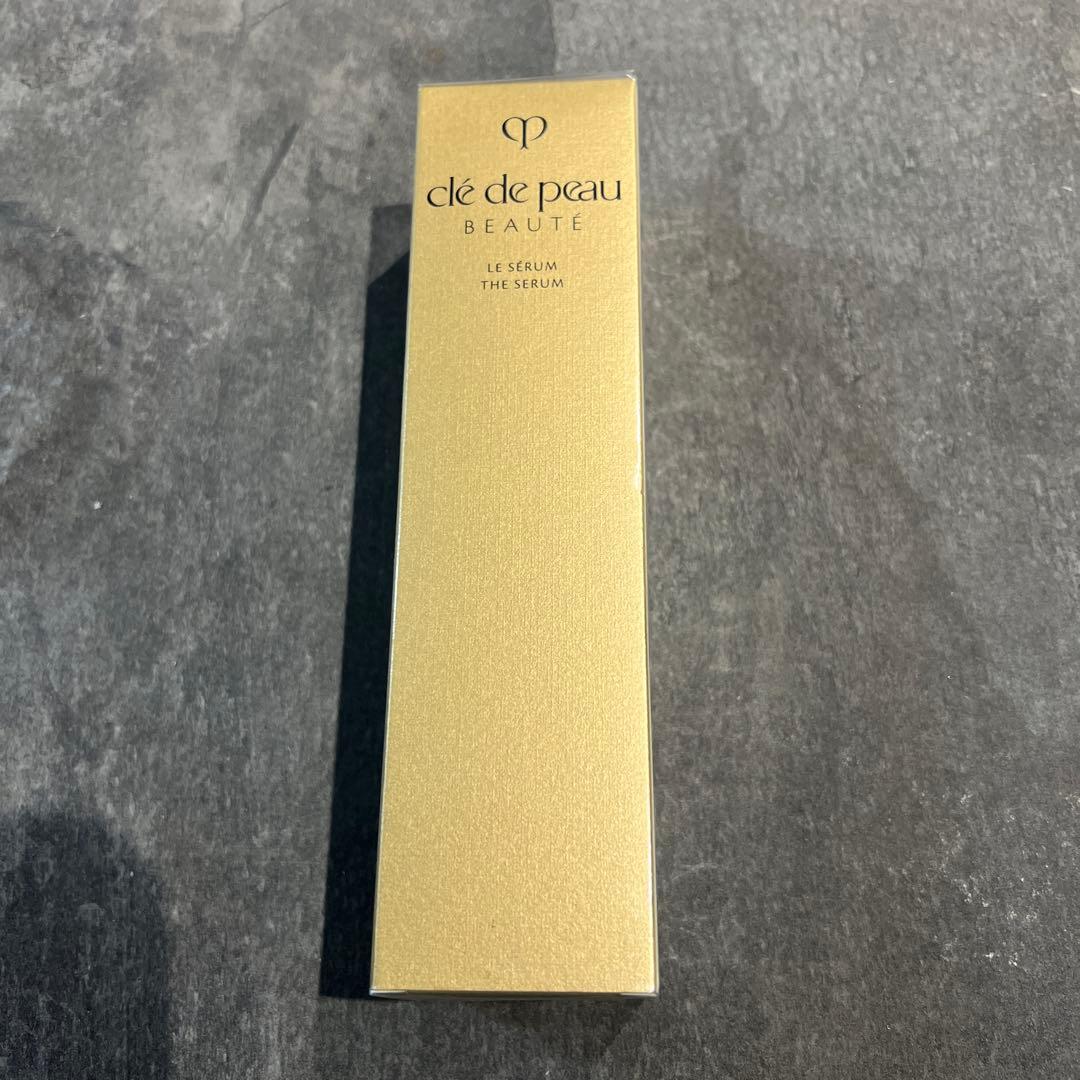 clé de peau
BEAUTÉ
LE SÉRUM
THE SERUM